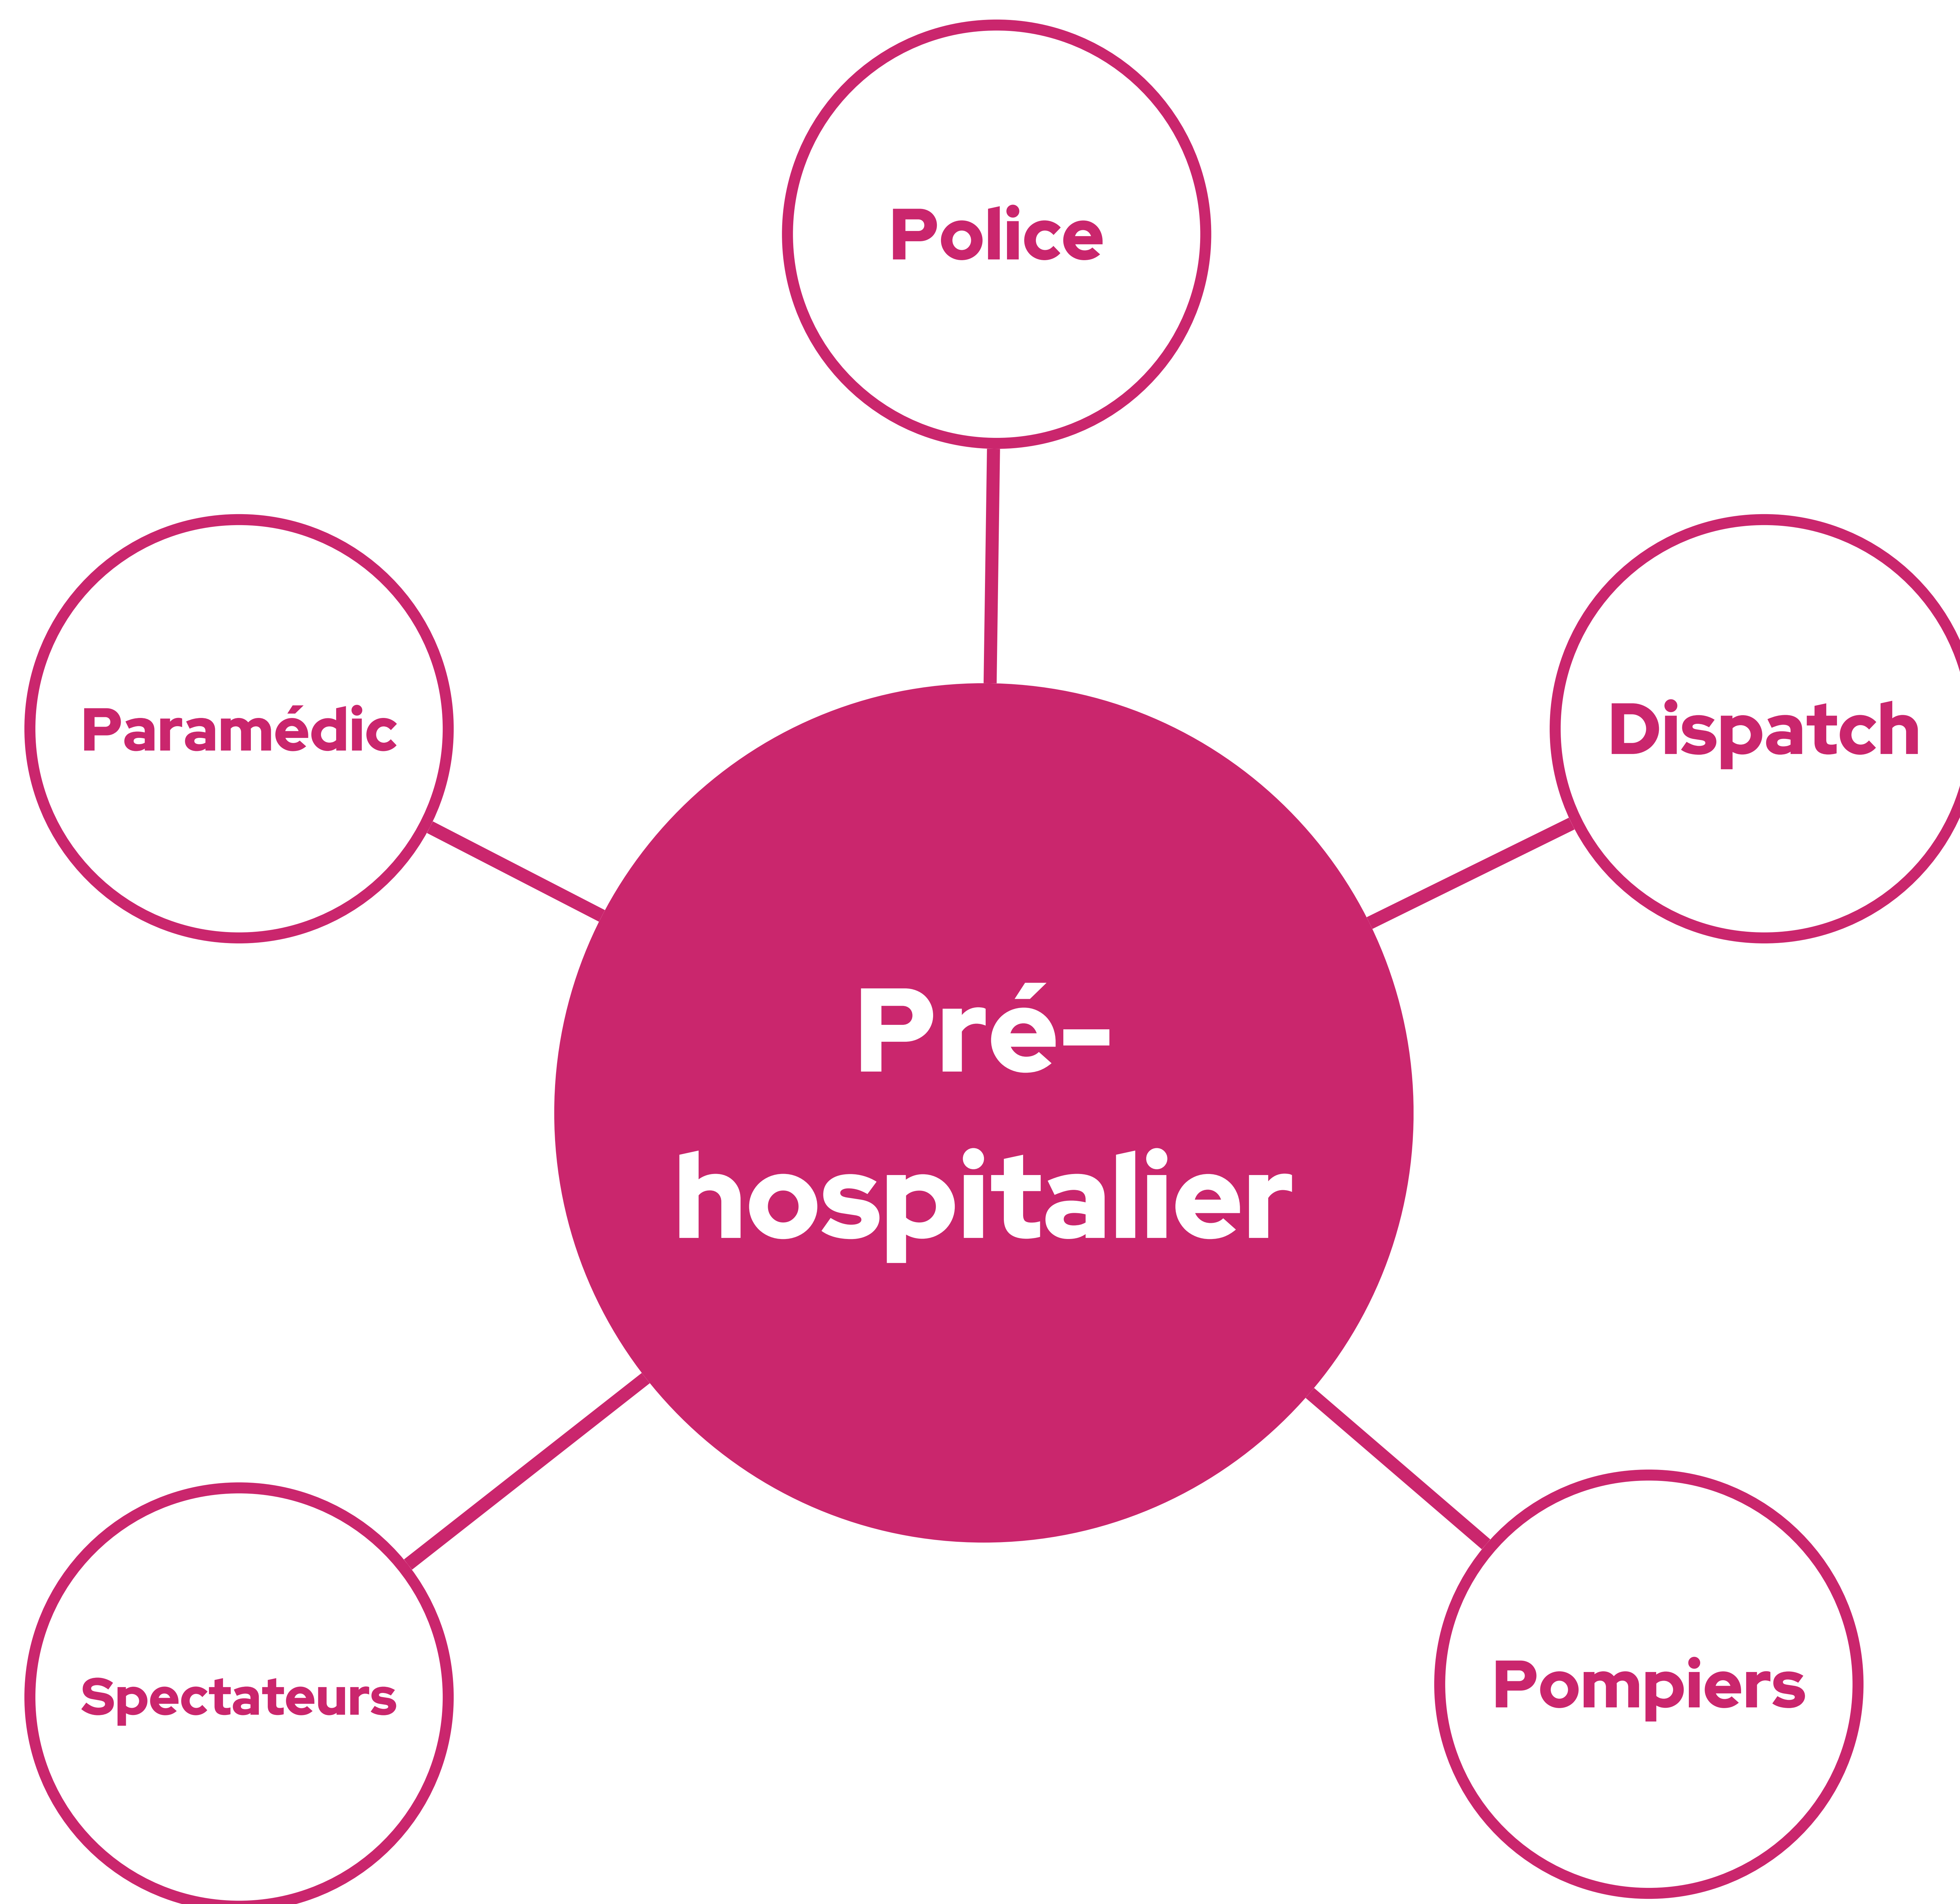 Police
Paramédic
Dispatch
Pré-
hospitalier
Spectateurs
Pompiers